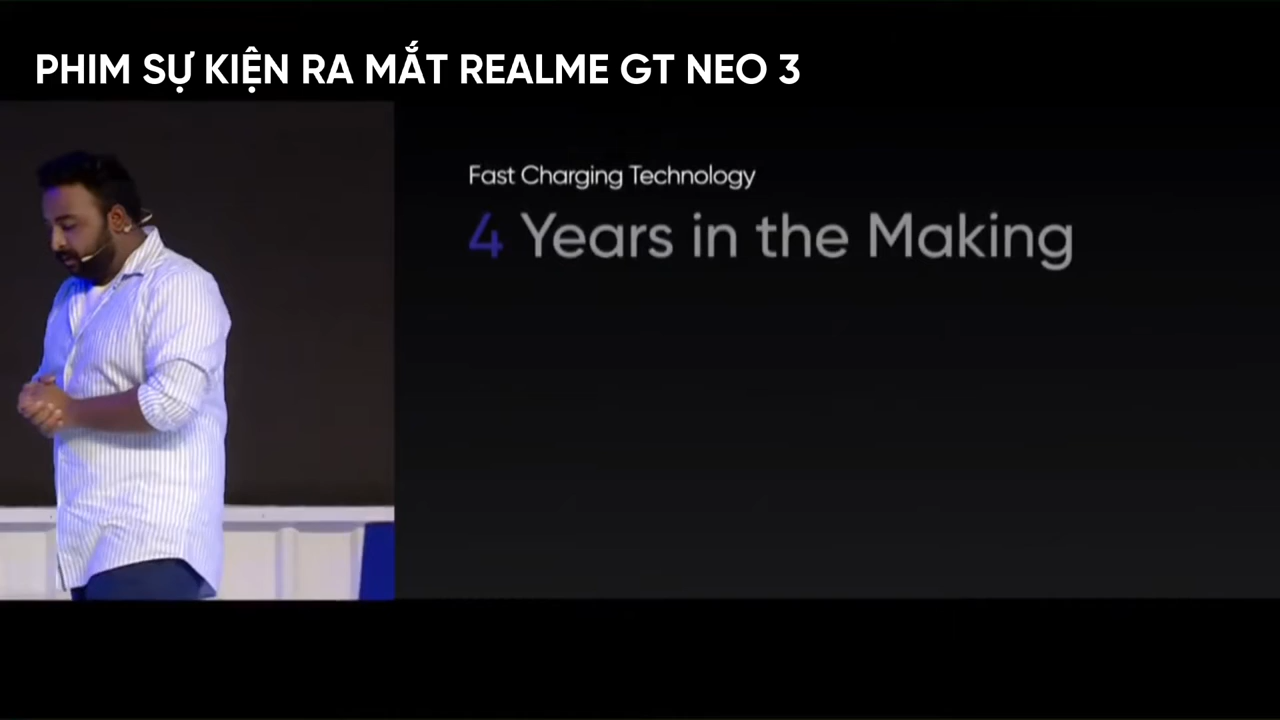 PHIM SỰ KIỆN RA MẮT REALME GT NEO 3
Fast Charging Technology
4 Years in the Making